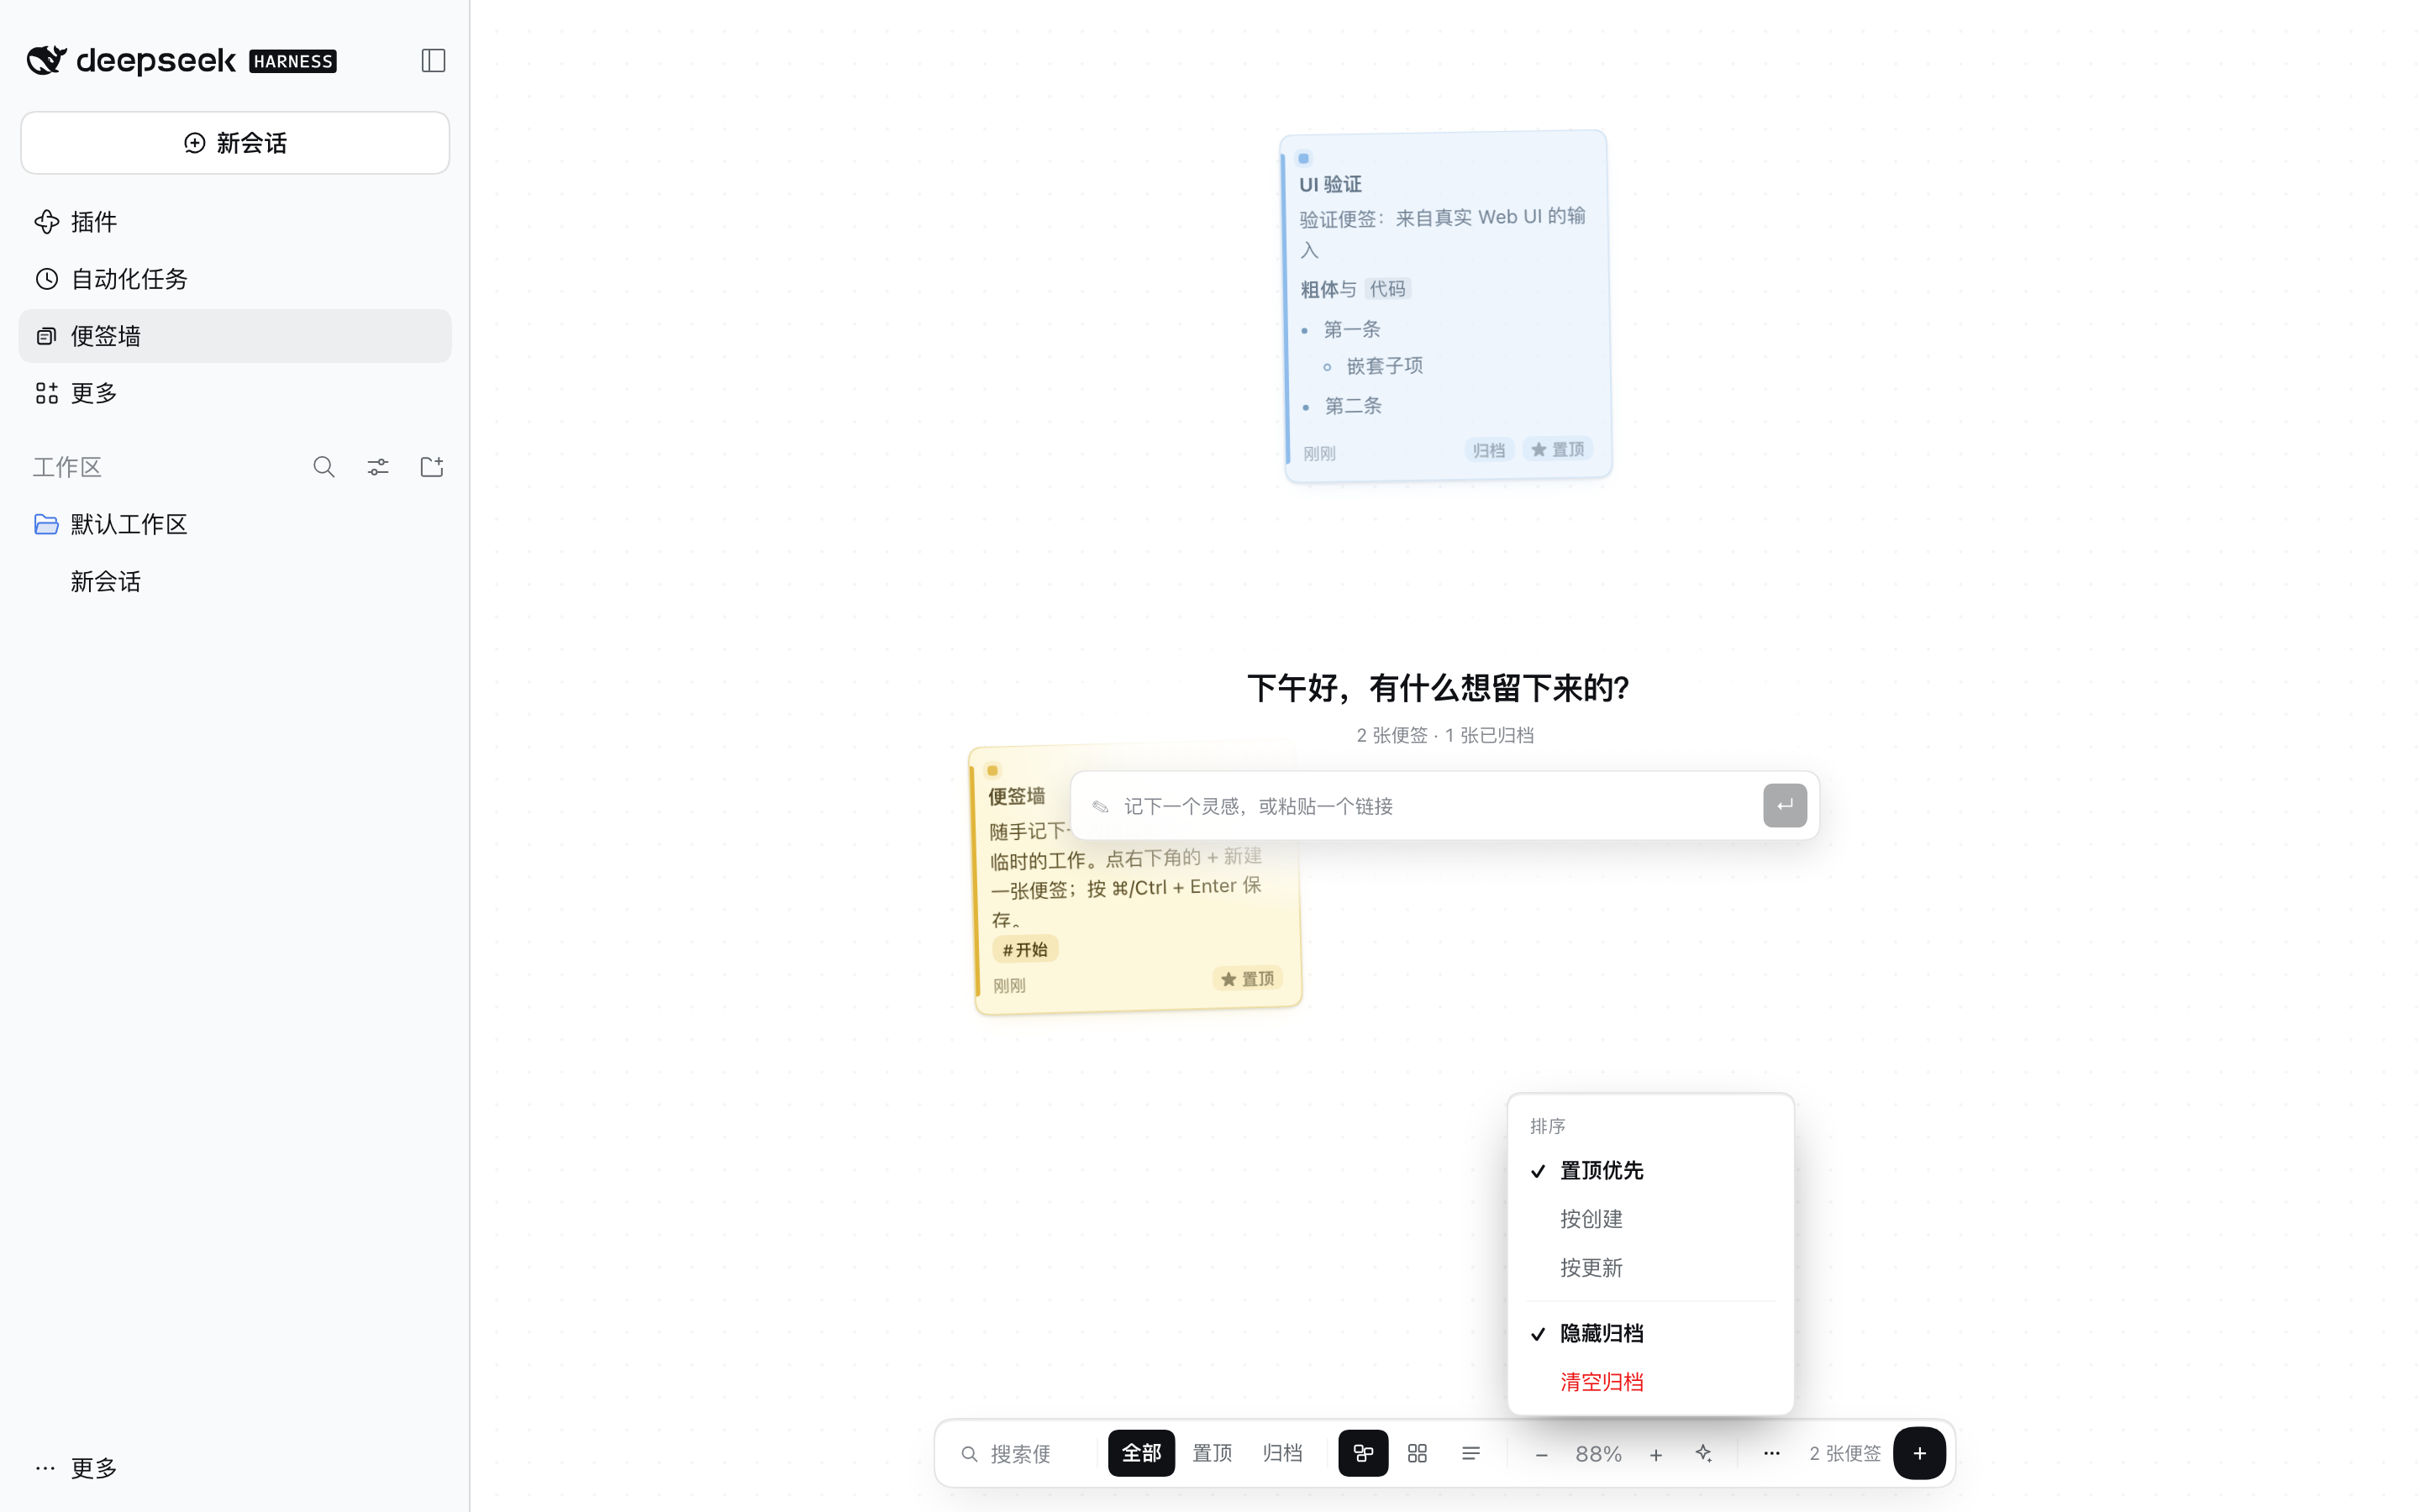 deepseek HARNESS
新会话
插件
自动化任务
便签墙
更多
工作区
默认工作区
新会话
更多
UI 验证
验证便签：来自真实 Web UI 的输
入
粗体与 代码
第一条
嵌套子项
第二条
刚刚 归档 置顶
下午好，有什么想留下来的?
2 张便签 · 1 张已归档
记下一个灵感，或粘贴一个链接
便签墙
随手记下
临时的工作。点右下角的 + 新建
一张便签；按 ⌘/Ctrl + Enter 保
存。
#开始
刚刚 置顶
排序
置顶优先
按创建
按更新
隐藏归档
清空归档
搜索便 全部 置顶 归档 − 88% + ··· 2 张便签 +